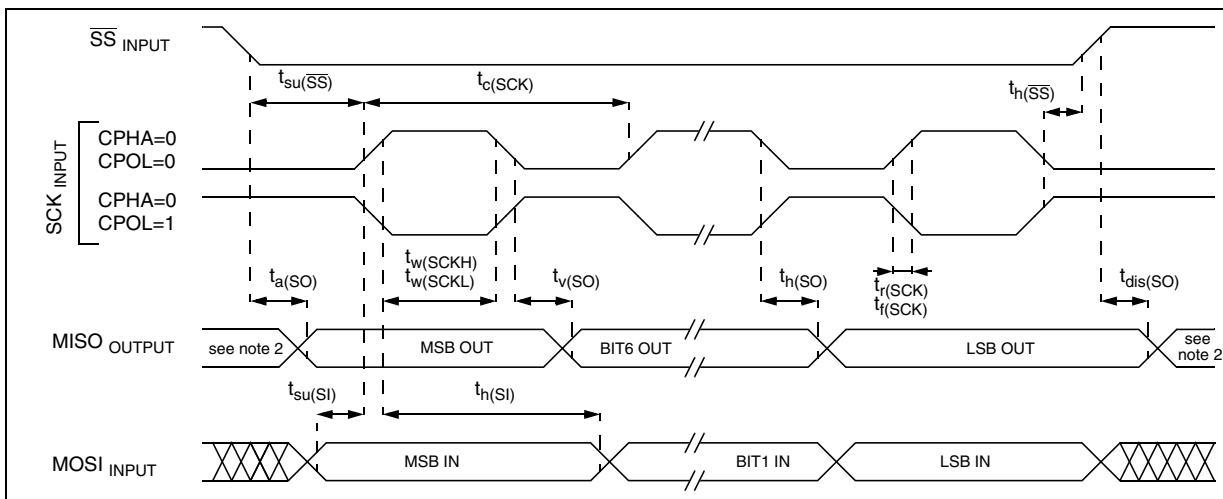 SS INPUT
tsu(SS)
tc(SCK)
th(SS)
SCK INPUT
CPHA=0
CPOL=0
CPHA=0
CPOL=1
ta(SO)
tw(SCKH)
tw(SCKL)
tv(SO)
th(SO)
tr(SCK)
tf(SCK)
tdis(SO)
MISO OUTPUT
see note 2
MSB OUT
BIT6 OUT
LSB OUT
see
note 2
tsu(SI)
th(SI)
MOSI INPUT
MSB IN
BIT1 IN
LSB IN